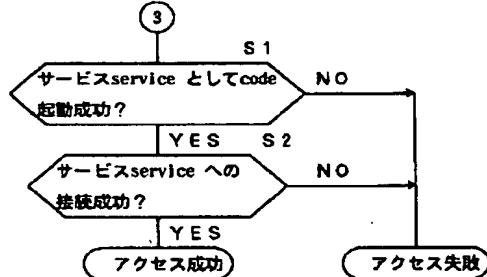 3
S1
サービスservice としてcode
起動成功?
NO
YES
S2
サービスservice への
接続成功?
NO
YES
アクセス成功
アクセス失敗